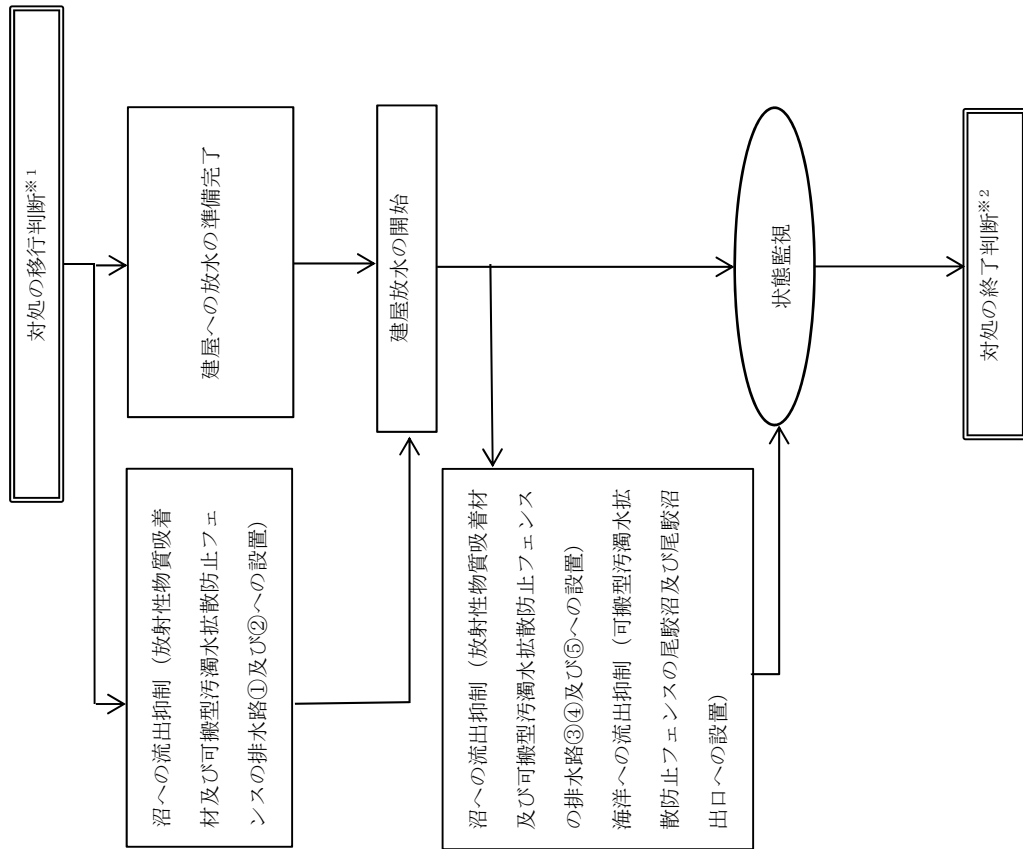 対処の移行判断※1
建屋への放水の準備完了
沼への流出抑制（放射性物質吸着
材及び可搬型汚濁水拡散防止フェ
ンスの排水路①及び②への設置）
建屋放水の開始
沼への流出抑制（放射性物質吸着材
及び可搬型汚濁水拡散防止フェンス
の排水路③④及び⑤への設置）
海洋への流出抑制（可搬型汚濁水拡
散防止フェンスの尾駮沼及び尾駮沼
出口への設置）
状態監視
対処の終了判断※2